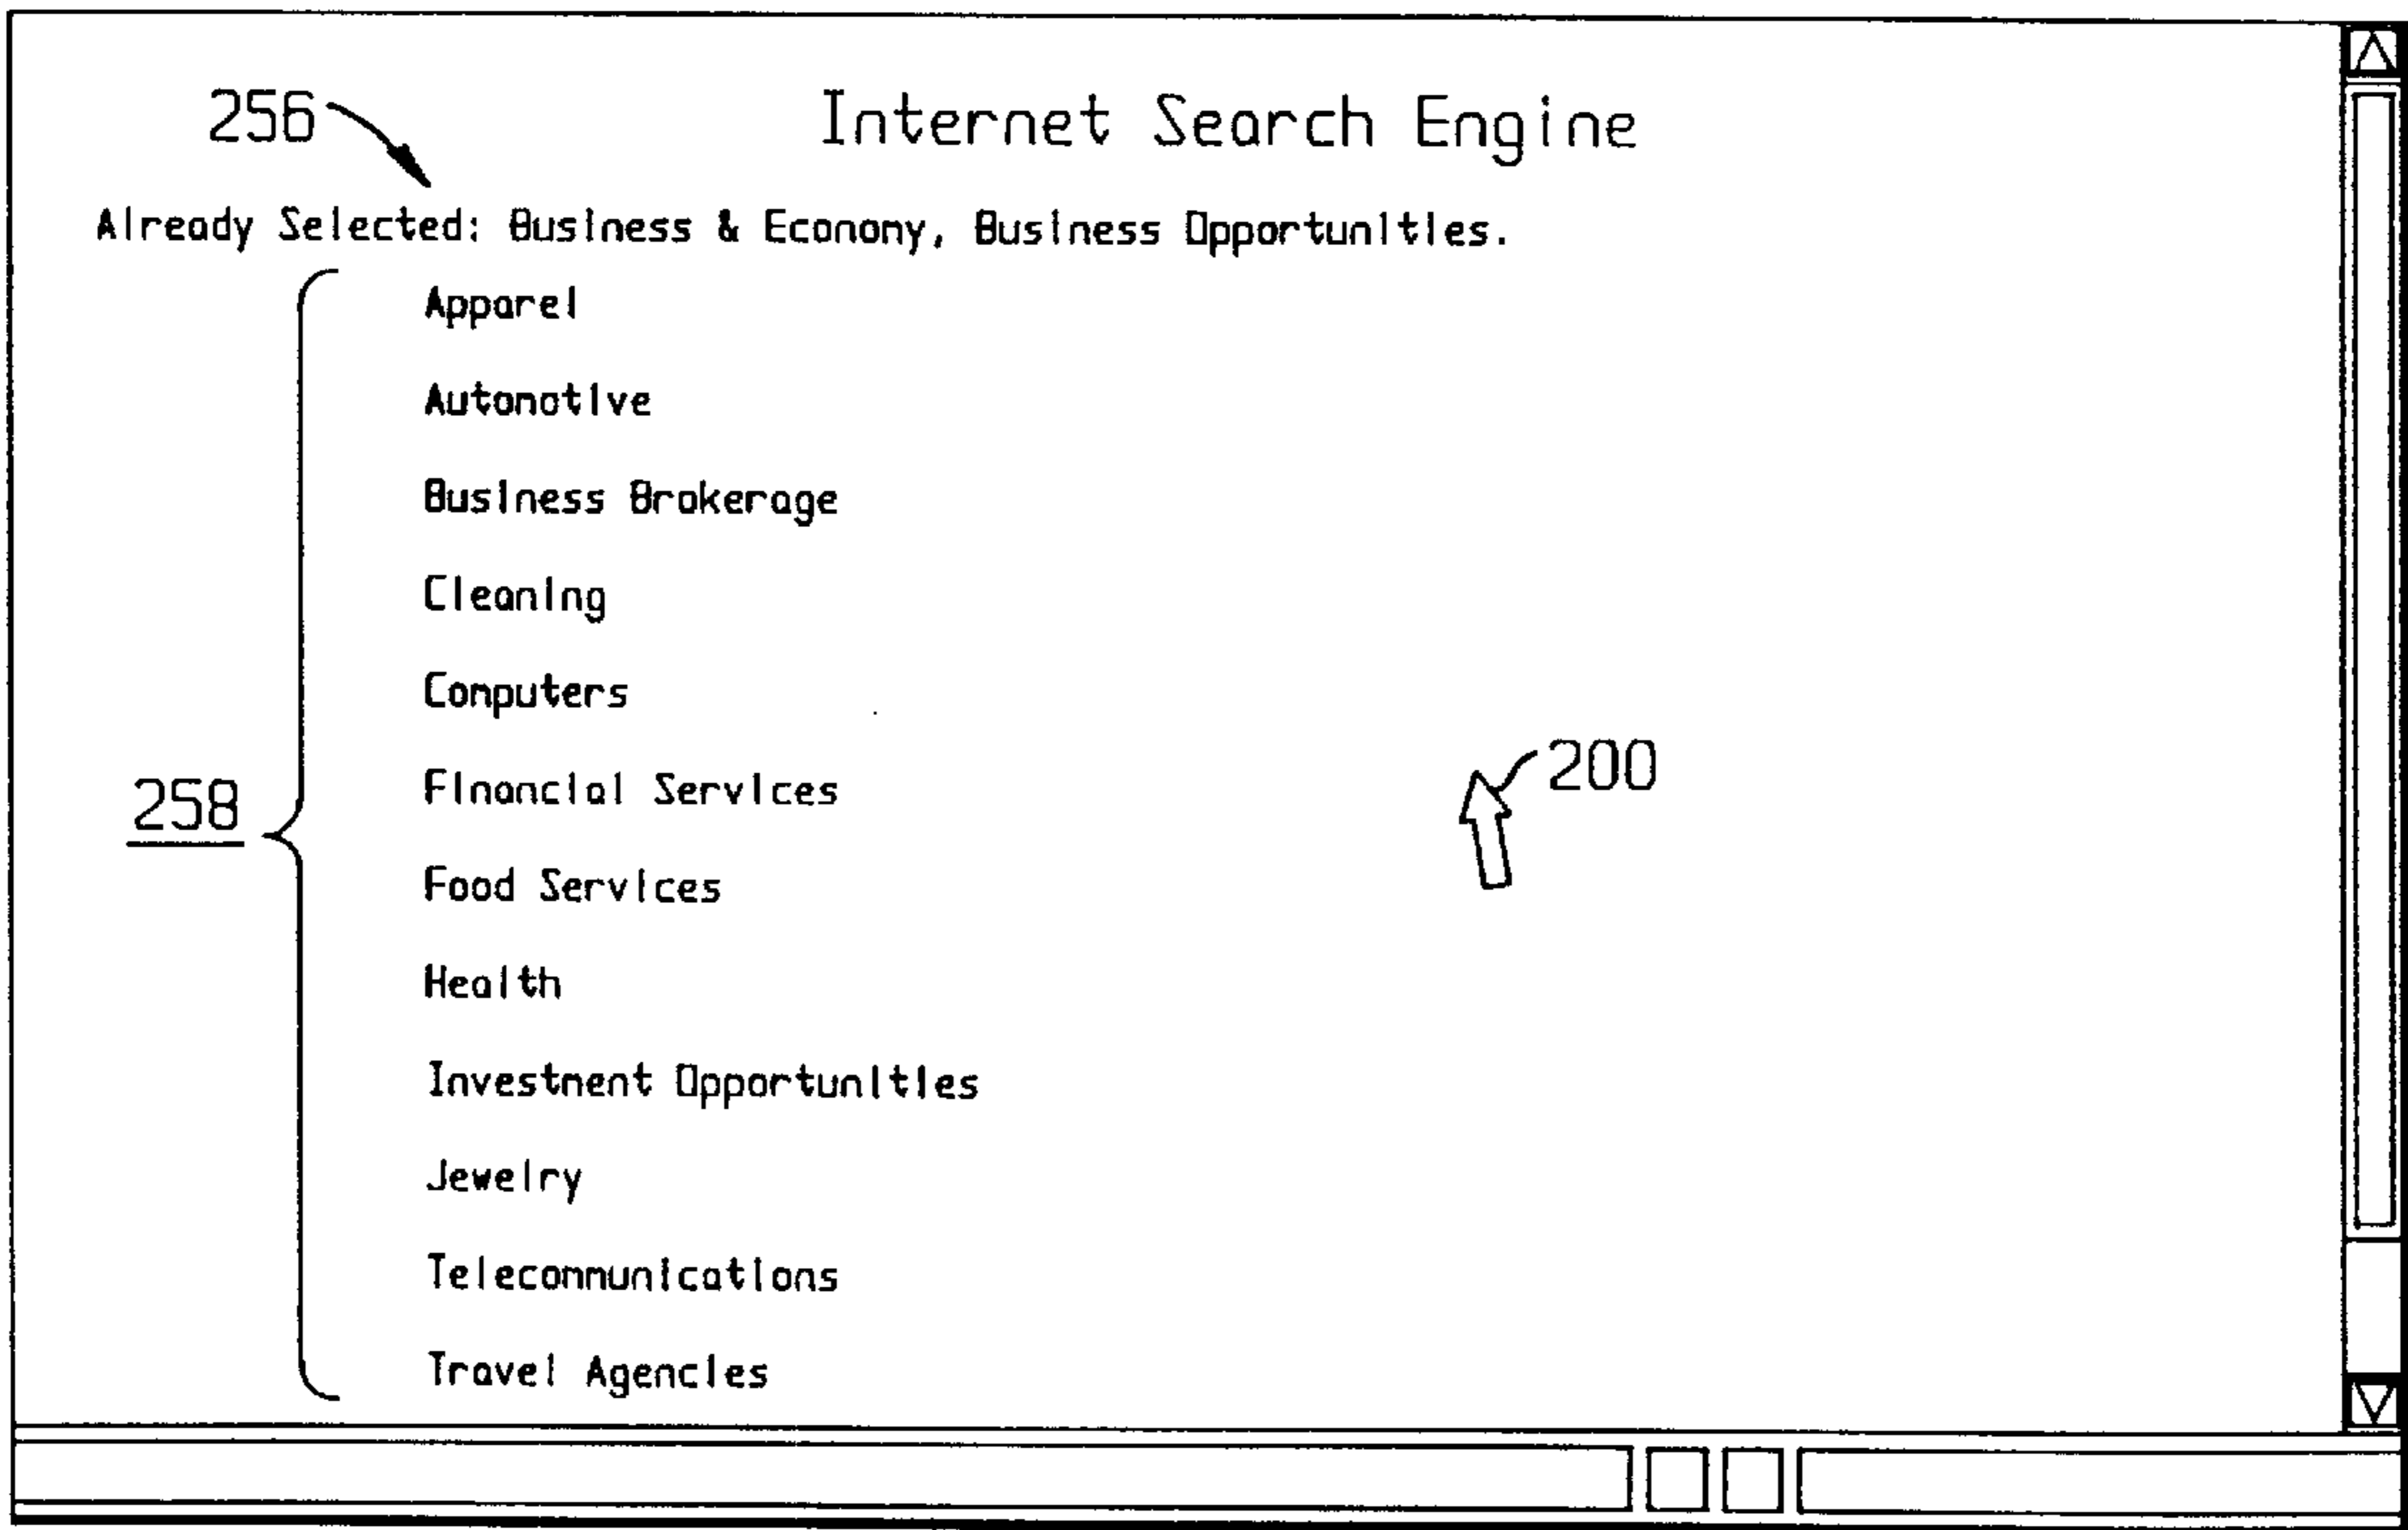 256
Internet Search Engine
Already Selected: Business & Economy, Business Opportunities.
Apparel
Automotive
Business Brokerage
Cleaning
Computers
Financial Services
200
258
Food Services
Health
Investment Opportunities
Jewelry
Telecommunications
Travel Agencies